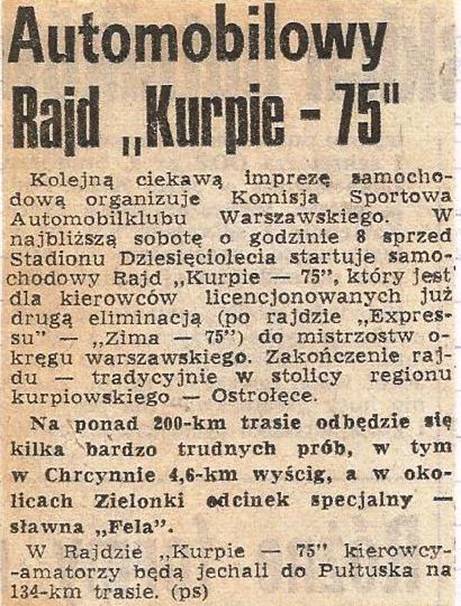 Automobilowy
Rajd „Kurpie - 75"
Kolejną ciekawą imprezę samocho-
dową organizuje Komisja Sportowa
Automobilklubu Warszawskiego. W
najbliższą sobotę o godzinie 8 sprzed
Stadionu Dziesięciolecia startuje samo-
chodowy Rajd „Kurpie — 75", który jest
dla kierowców licencjonowanych już
drugą eliminacją (po rajdzie „Expres-
su" — „Zima — 75") do mistrzostw o-
kręgu warszawskiego. Zakończenie raj-
du — tradycyjnie w stolicy regionu
kurpiowskiego — Ostrołęce.
Na ponad 200-km trasie odbędzie się
kilka bardzo trudnych prób, w tym
w Chrcynnie 4,6-km wyścig, a w oko-
licach Zielonki odcinek specjalny —
sławna „Fela".
W Rajdzie „Kurpie — 75" kierowcy-
-amatorzy będą jechali do Pułtuska na
134-km trasie. (ps)